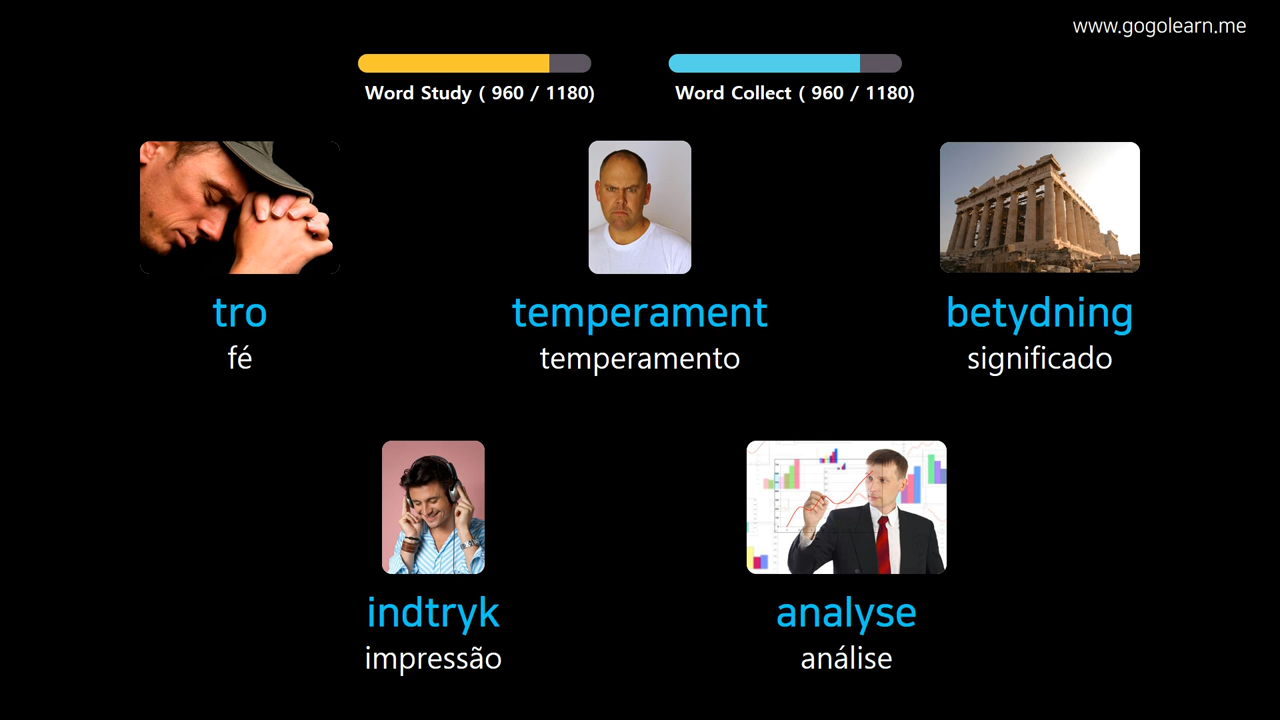 www.gogolearn.me
Word Study ( 960 / 1180)
Word Collect ( 960 / 1180)
tro
fé
temperament
temperamento
betydning
significado
indtryk
impressão
analyse
análise